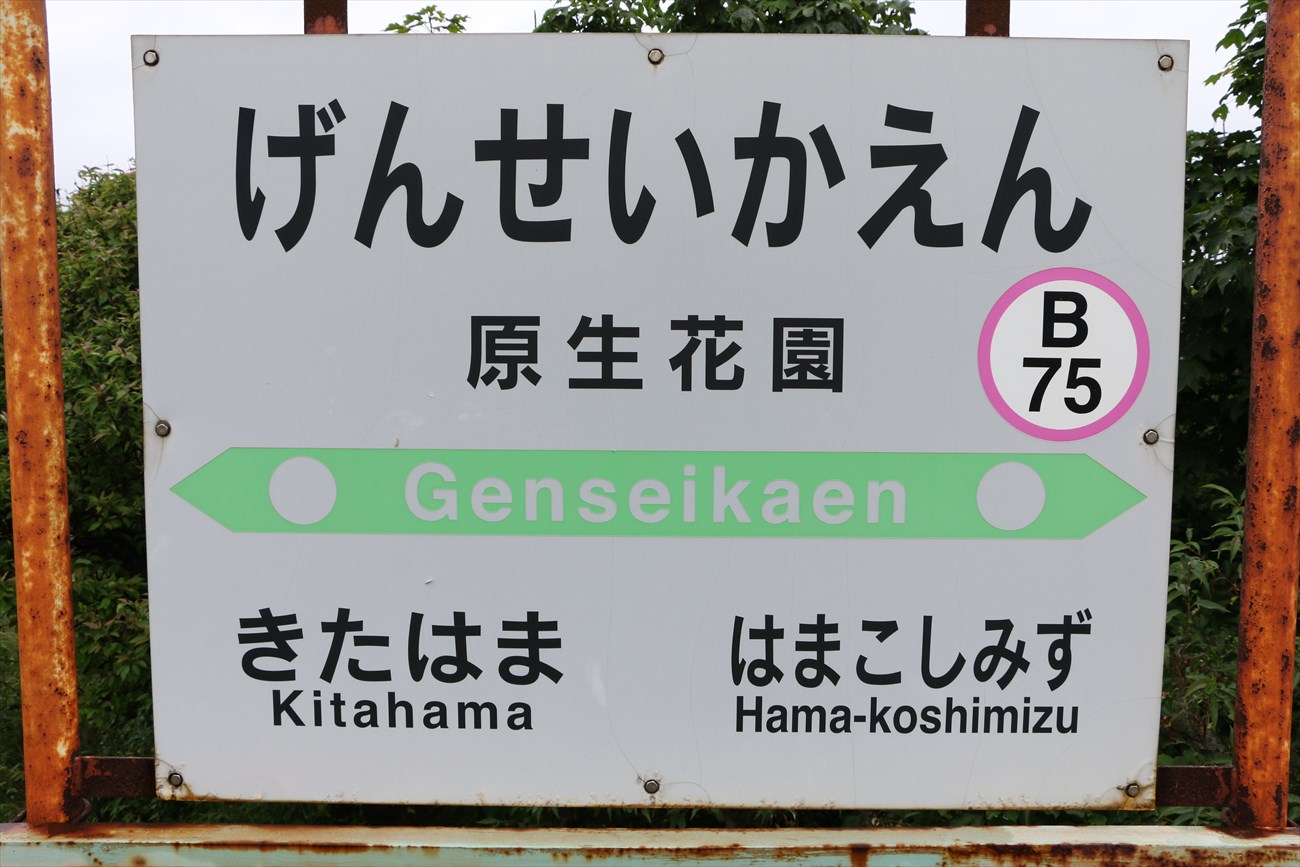 げんせいかえん
原生花園
B
75
Genseikaen
きたはま
Kitahama
はまこしみず
Hama-koshimizu